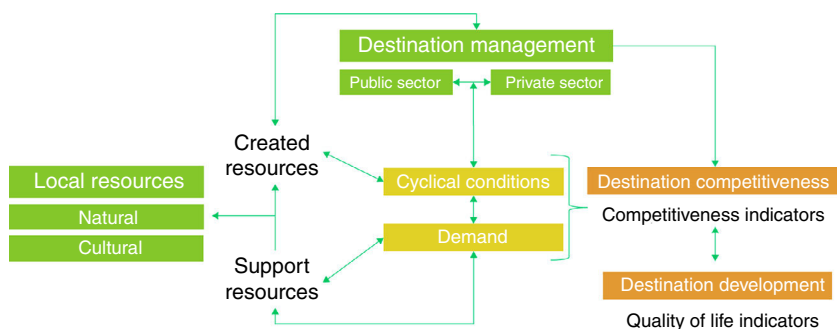 Destination management
Public sector
Private sector
Created
resources
Local resources
Natural
Cultural
Cyclical conditions
Demand
Support
resources
Destination competitiveness
Competitiveness indicators
Destination development
Quality of life indicators